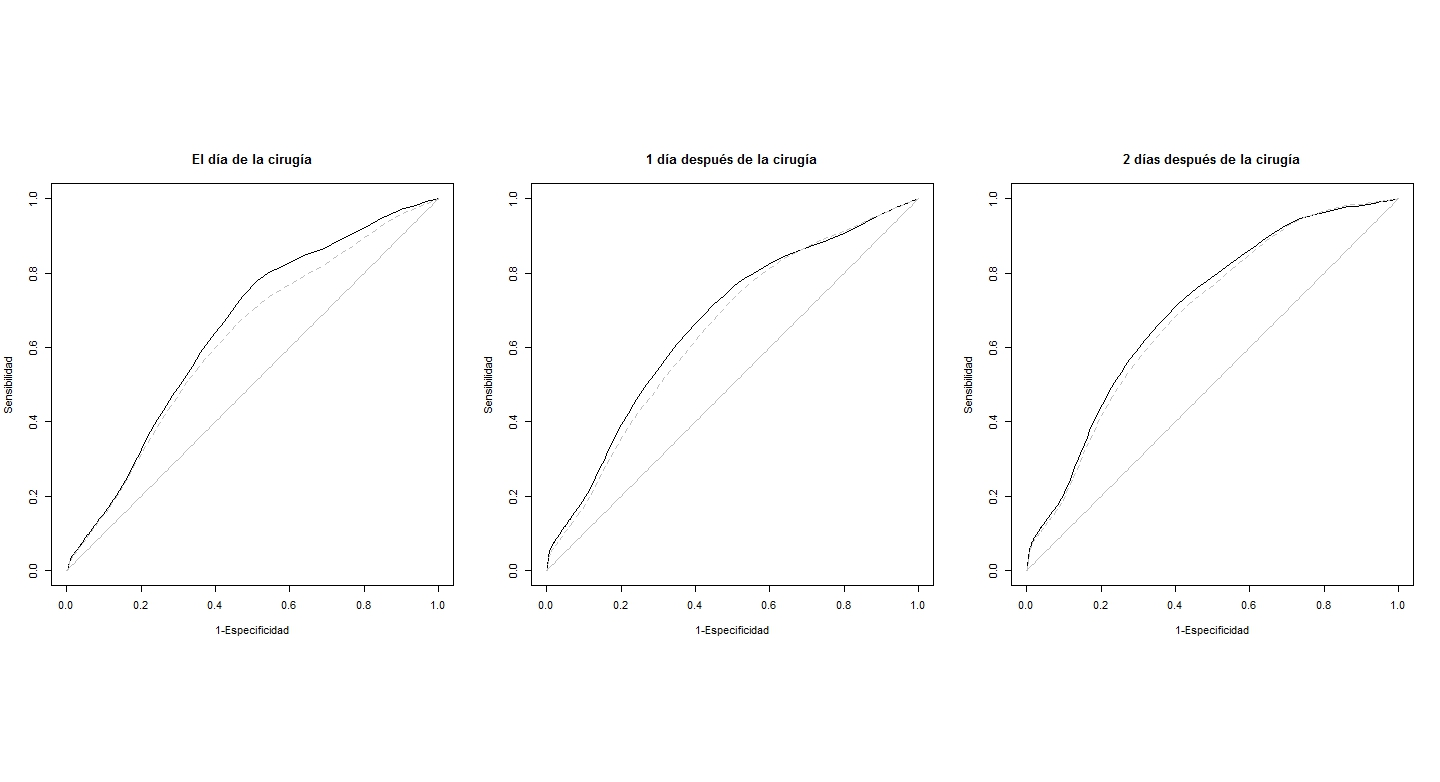 El día de la cirugía
Sensibilidad
1.0
0.8
0.6
0.4
0.2
0.0
0.0 0.2 0.4 0.6 0.8 1.0
1-Especificidad
1 día después de la cirugía
Sensibilidad
1.0
0.8
0.6
0.4
0.2
0.0
0.0 0.2 0.4 0.6 0.8 1.0
1-Especificidad
2 días después de la cirugía
Sensibilidad
1.0
0.8
0.6
0.4
0.2
0.0
0.0 0.2 0.4 0.6 0.8 1.0
1-Especificidad